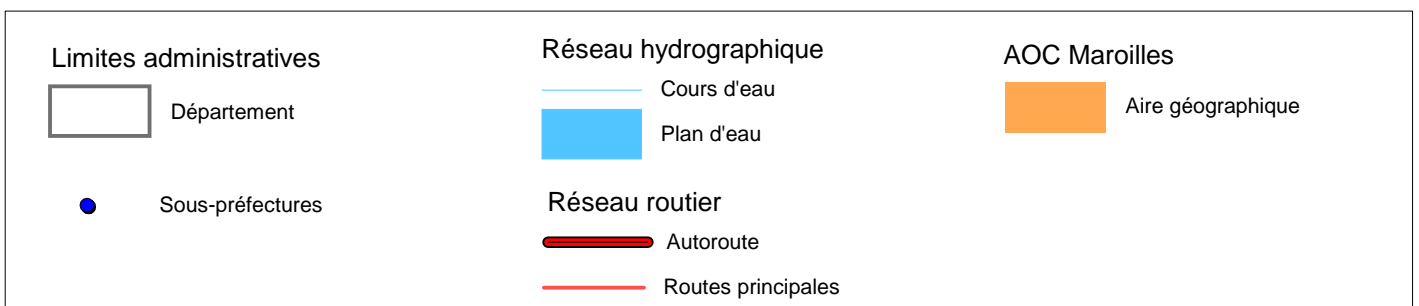 Limites administratives
Département
Sous-préfectures
Réseau hydrographique
Cours d'eau
Plan d'eau
Réseau routier
Autoroute
Routes principales
AOC Maroilles
Aire géographique